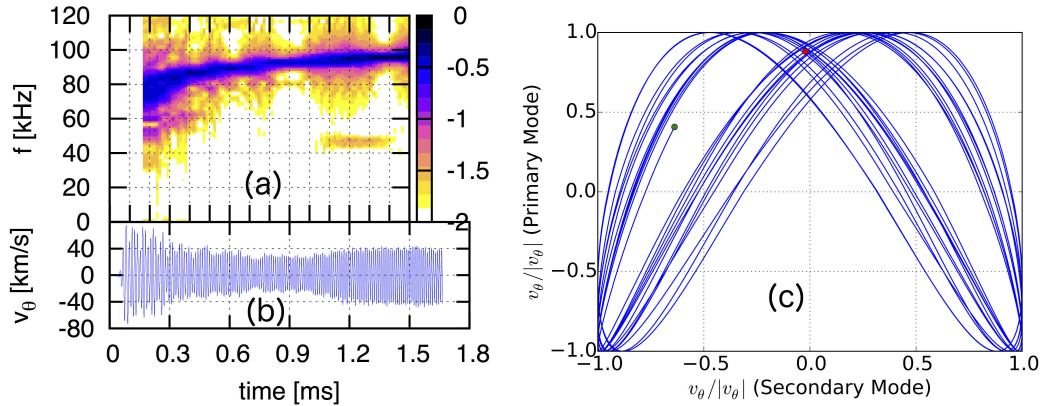 120
100
80
60
40
20
0
f [kHz]
(a)
0
-0.5
-1
-1.5
-2
80
40
0
-40
-80
vθ [km/s]
(b)
0 0.3 0.6 0.9 1.2 1.5 1.8
time [ms]
1.0
0.5
0.0
−0.5
−1.0
vθ/|vθ| (Primary Mode)
(c)
−1.0 −0.5 0.0 0.5 1.0
vθ/|vθ| (Secondary Mode)